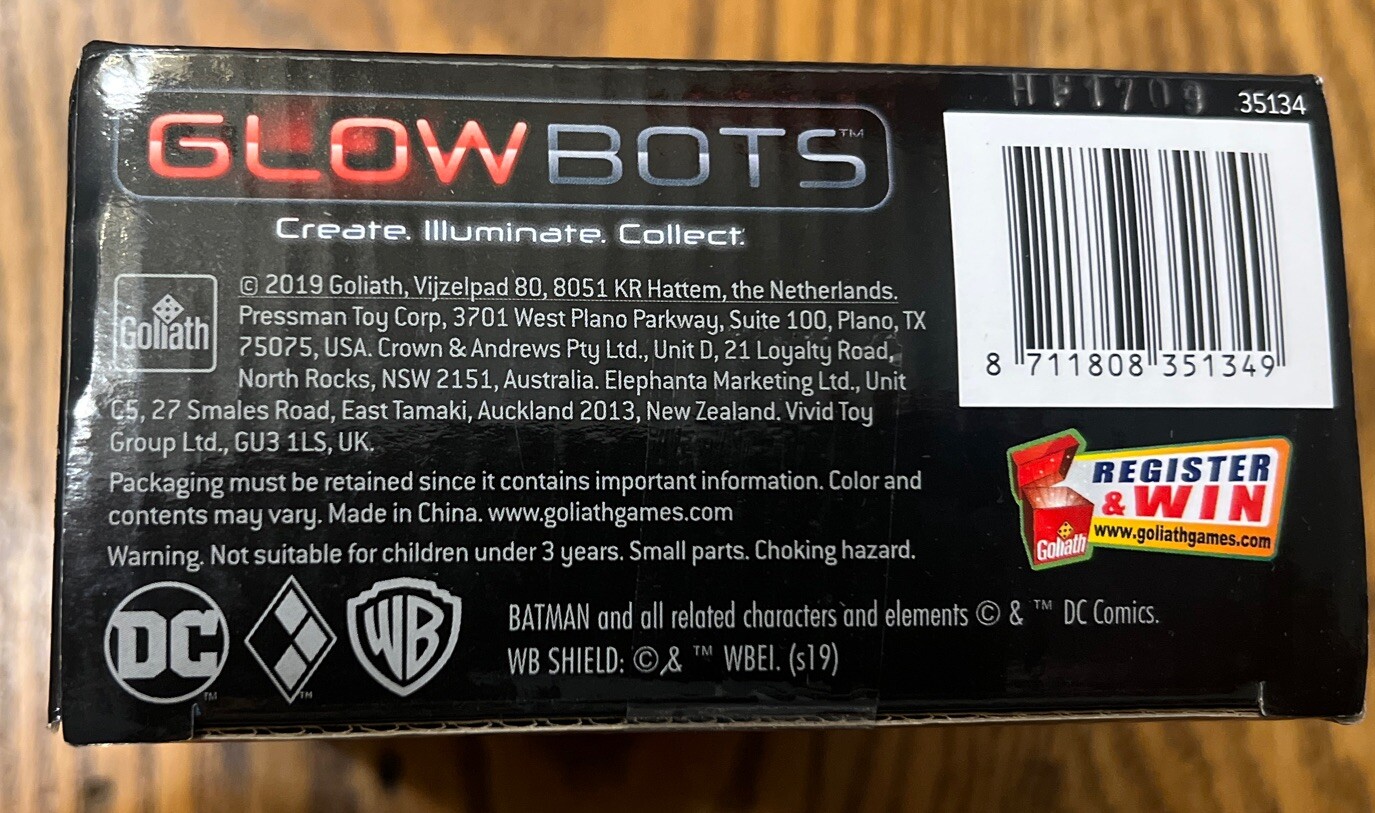 HF1709
35134
GLOWBOTS™
Create. Illuminate. Collect.
8 711808 351349
Goliath
© 2019 Goliath, Vijzelpad 80, 8051 KR Hattem, the Netherlands.
Pressman Toy Corp, 3701 West Plano Parkway, Suite 100, Plano, TX
75075, USA. Crown & Andrews Pty Ltd., Unit D, 21 Loyalty Road,
North Rocks, NSW 2151, Australia. Elephanta Marketing Ltd., Unit
C5, 27 Smales Road, East Tamaki, Auckland 2013, New Zealand. Vivid Toy
Group Ltd., GU3 1LS, UK.
Packaging must be retained since it contains important information. Color and
contents may vary. Made in China. www.goliathgames.com
Warning. Not suitable for children under 3 years. Small parts. Choking hazard.
REGISTER
& WIN
www.goliathgames.com
Goliath
DC™
™
WB
BATMAN and all related characters and elements © & ™ DC Comics.
WB SHIELD: © & ™ WBEI. (s19)